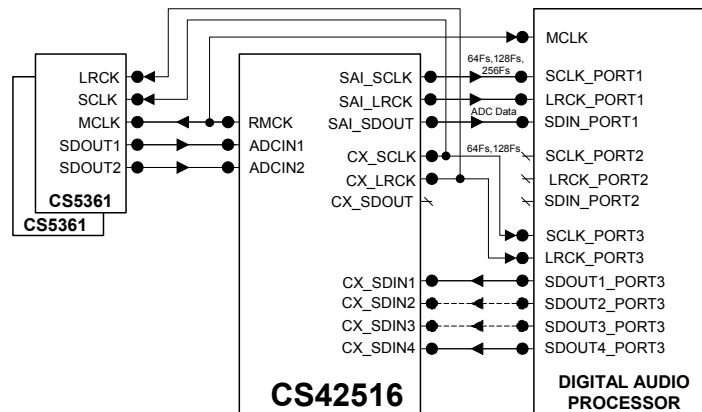 LRCK
SCLK
MCLK
SDOUT1
SDOUT2
CS5361
CS5361
RMCK
ADCIN1
ADCIN2
SAI_SCLK
SAI_LRCK
SAI_SDOUT
CX_SCLK
CX_LRCK
CX_SDOUT
CX_SDIN1
CX_SDIN2
CX_SDIN3
CX_SDIN4
CS42516
64Fs,128Fs,
256Fs
ADC Data
64Fs,128Fs
MCLK
SCLK_PORT1
LRCK_PORT1
SDIN_PORT1
SCLK_PORT2
LRCK_PORT2
SDIN_PORT2
SCLK_PORT3
LRCK_PORT3
SDOUT1_PORT3
SDOUT2_PORT3
SDOUT3_PORT3
SDOUT4_PORT3
DIGITAL AUDIO
PROCESSOR